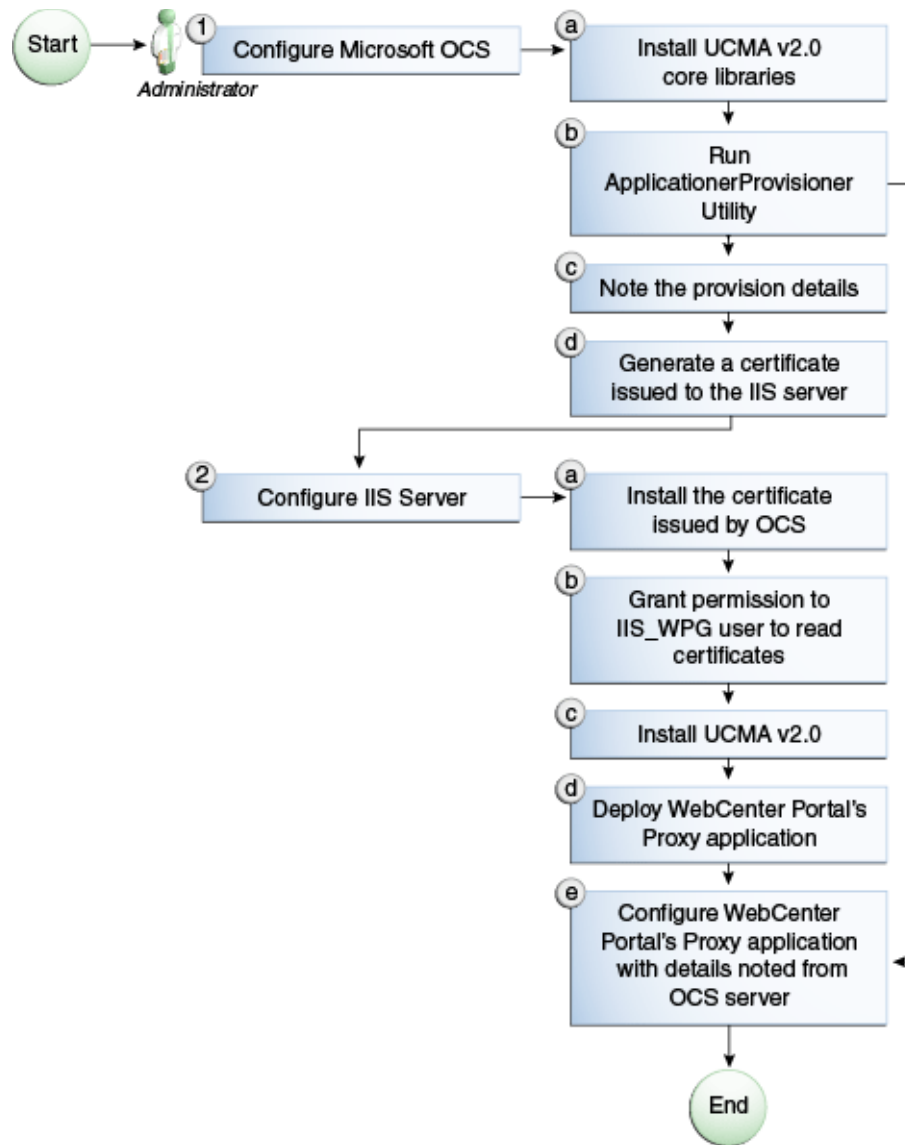 Start
Administrator
1
Configure Microsoft OCS
a
Install UCMA v2.0
core libraries
b
Run
ApplicationerProvisioner
Utility
c
Note the provision details
d
Generate a certificate
issued to the IIS server
2
Configure IIS Server
a
Install the certificate
issued by OCS
b
Grant permission to
IIS_WPG user to read
certificates
c
Install UCMA v2.0
d
Deploy WebCenter Portal's
Proxy application
e
Configure WebCenter
Portal's Proxy application
with details noted from
OCS server
End